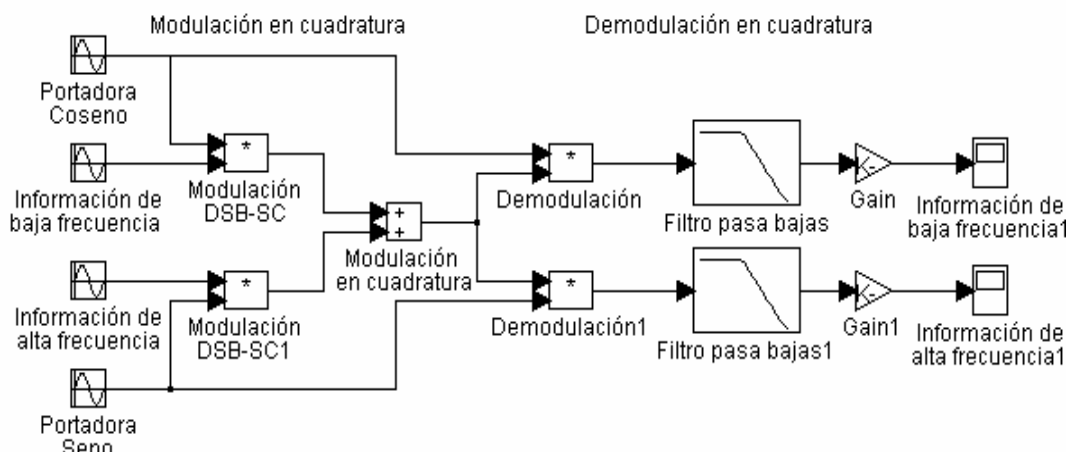 Modulación en cuadratura
Demodulación en cuadratura
Portadora
Coseno
*
Modulación
DSB-SC
Información de
baja frecuencia
+
+
Modulación
en cuadratura
Información de
alta frecuencia
*
Modulación
DSB-SC1
Portadora
Seno
*
Demodulación
Filtro pasa bajas
Gain
Información de
baja frecuencia1
*
Demodulación1
Filtro pasa bajas1
Gain1
Información de
alta frecuencia1